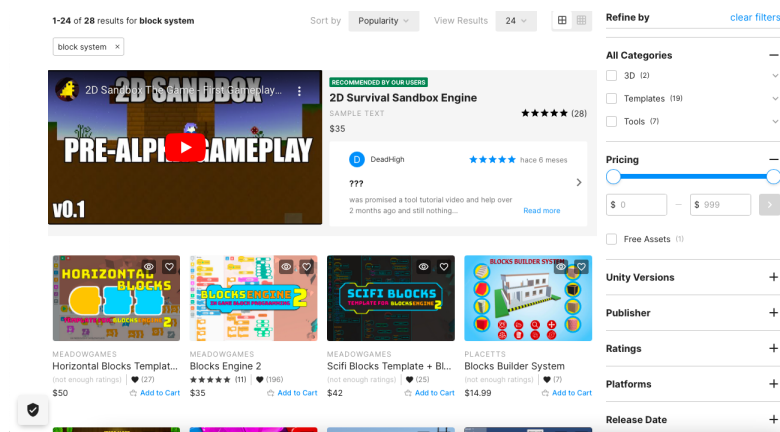 1-24 of 28 results for block system
Sort by Popularity View Results 24
block system ×
2D Sandbox The Game - First Gameplay...
2D SANDBOX
PRE-ALPHA GAMEPLAY
v0.1
RECOMMENDED BY OUR USERS
2D Survival Sandbox Engine
SAMPLE TEXT
(28)
$35
D DeadHigh
hace 6 meses
???
was promised a tool tutorial video and help over
2 months ago and still nothing...
Read more
HORIZONTAL
BLOCKS
BLOCKSENGINE 2
MEADOWGAMES
Horizontal Blocks Templat...
(not enough ratings) (27)
$50 Add to Cart
BLOCKSENGINE 2
MEADOWGAMES
Blocks Engine 2
(11) (196)
$35 Add to Cart
SCIFI BLOCKS
TEMPLATE FOR BLOCKSENGINE 2
MEADOWGAMES
Scifi Blocks Template + Bl...
(not enough ratings) (25)
$42 Add to Cart
BLOCKS BUILDER SYSTEM
PLACETTS
Blocks Builder System
(not enough ratings) (7)
$14.99 Add to Cart
Refine by clear filters
All Categories
3D (2)
Templates (19)
Tools (7)
Pricing
$ 0 — $ 999
Free Assets (1)
Unity Versions
Publisher
Ratings
Platforms
Release Date